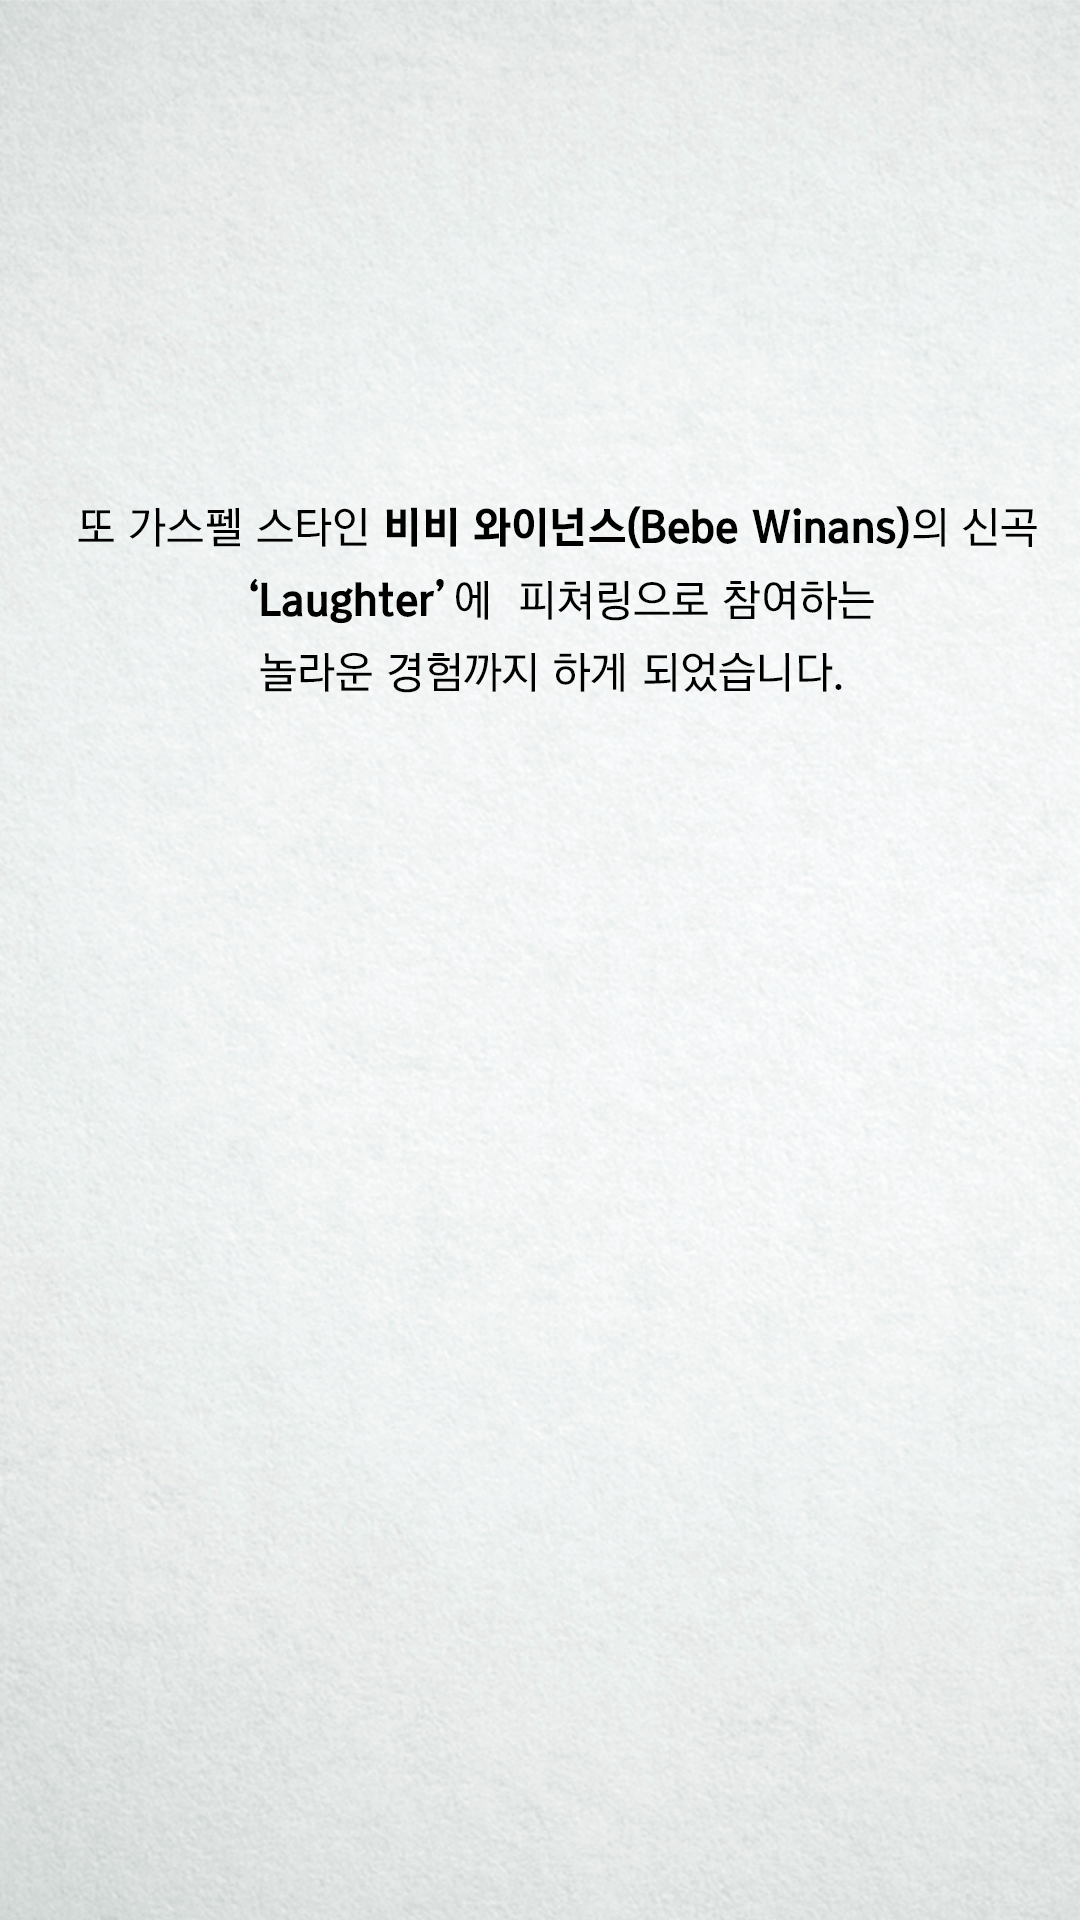 또 가스펠 스타인 비비 와이넌스(Bebe Winans)의 신곡
‘Laughter’ 에 피쳐링으로 참여하는
놀라운 경험까지 하게 되었습니다.